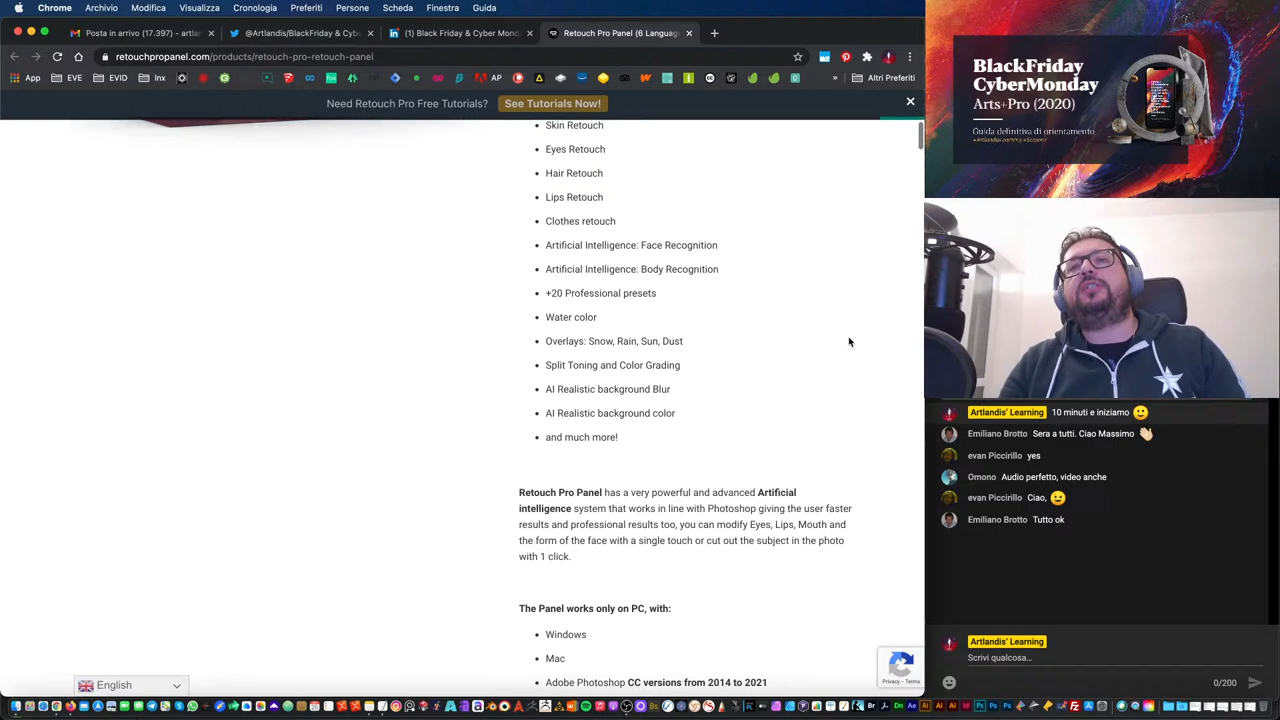 Chrome Archivio Modifica Visualizza Cronologia Preferiti Persone Scheda Finestra Guida
Posta in arrivo (17.397) - artlar
@Artlandis/BlackFriday & Cyb
(1) Black Friday & Cyber Mond
Retouch Pro Panel (6 Languag
retouchpropanel.com/products/retouch-pro-retouch-panel
App EVE EVE Inx AP » Altri Preferiti
Need Retouch Pro Free Tutorials? See Tutorials Now!
Skin Retouch
Eyes Retouch
Hair Retouch
Lips Retouch
Clothes retouch
Artificial Intelligence: Face Recognition
Artificial Intelligence: Body Recognition
+20 Professional presets
Water color
Overlays: Snow, Rain, Sun, Dust
Split Toning and Color Grading
AI Realistic background Blur
AI Realistic background color
and much more!
Retouch Pro Panel has a very powerful and advanced Artificial
intelligence system that works in line with Photoshop giving the user faster
results and professional results too, you can modify Eyes, Lips, Mouth and
the form of the face with a single touch or cut out the subject in the photo
with 1 click.
The Panel works only on PC, with:
Windows
Mac
Adobe Photoshop CC versions from 2014 to 2021
English
Privacy - Terms
BlackFriday
CyberMonday
Arts+Pro (2020)
Guida definitiva di orientamento
Artlandis' Learning 10 minuti e iniziamo 🙂
Emiliano Brotto Sera a tutti. Ciao Massimo 👋🏻
evan Piccirillo yes
Omono Audio perfetto, video anche
evan Piccirillo Ciao, 😉
Emiliano Brotto Tutto ok
Artlandis' Learning
Scrivi qualcosa…
0/200